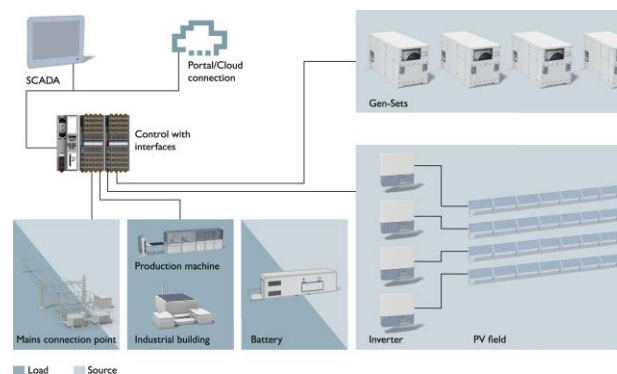 SCADA
Portal/Cloud
connection
Gen-Sets
Control with
interfaces
Production machine
Mains connection point
Industrial building
Battery
Inverter
PV field
Load
Source